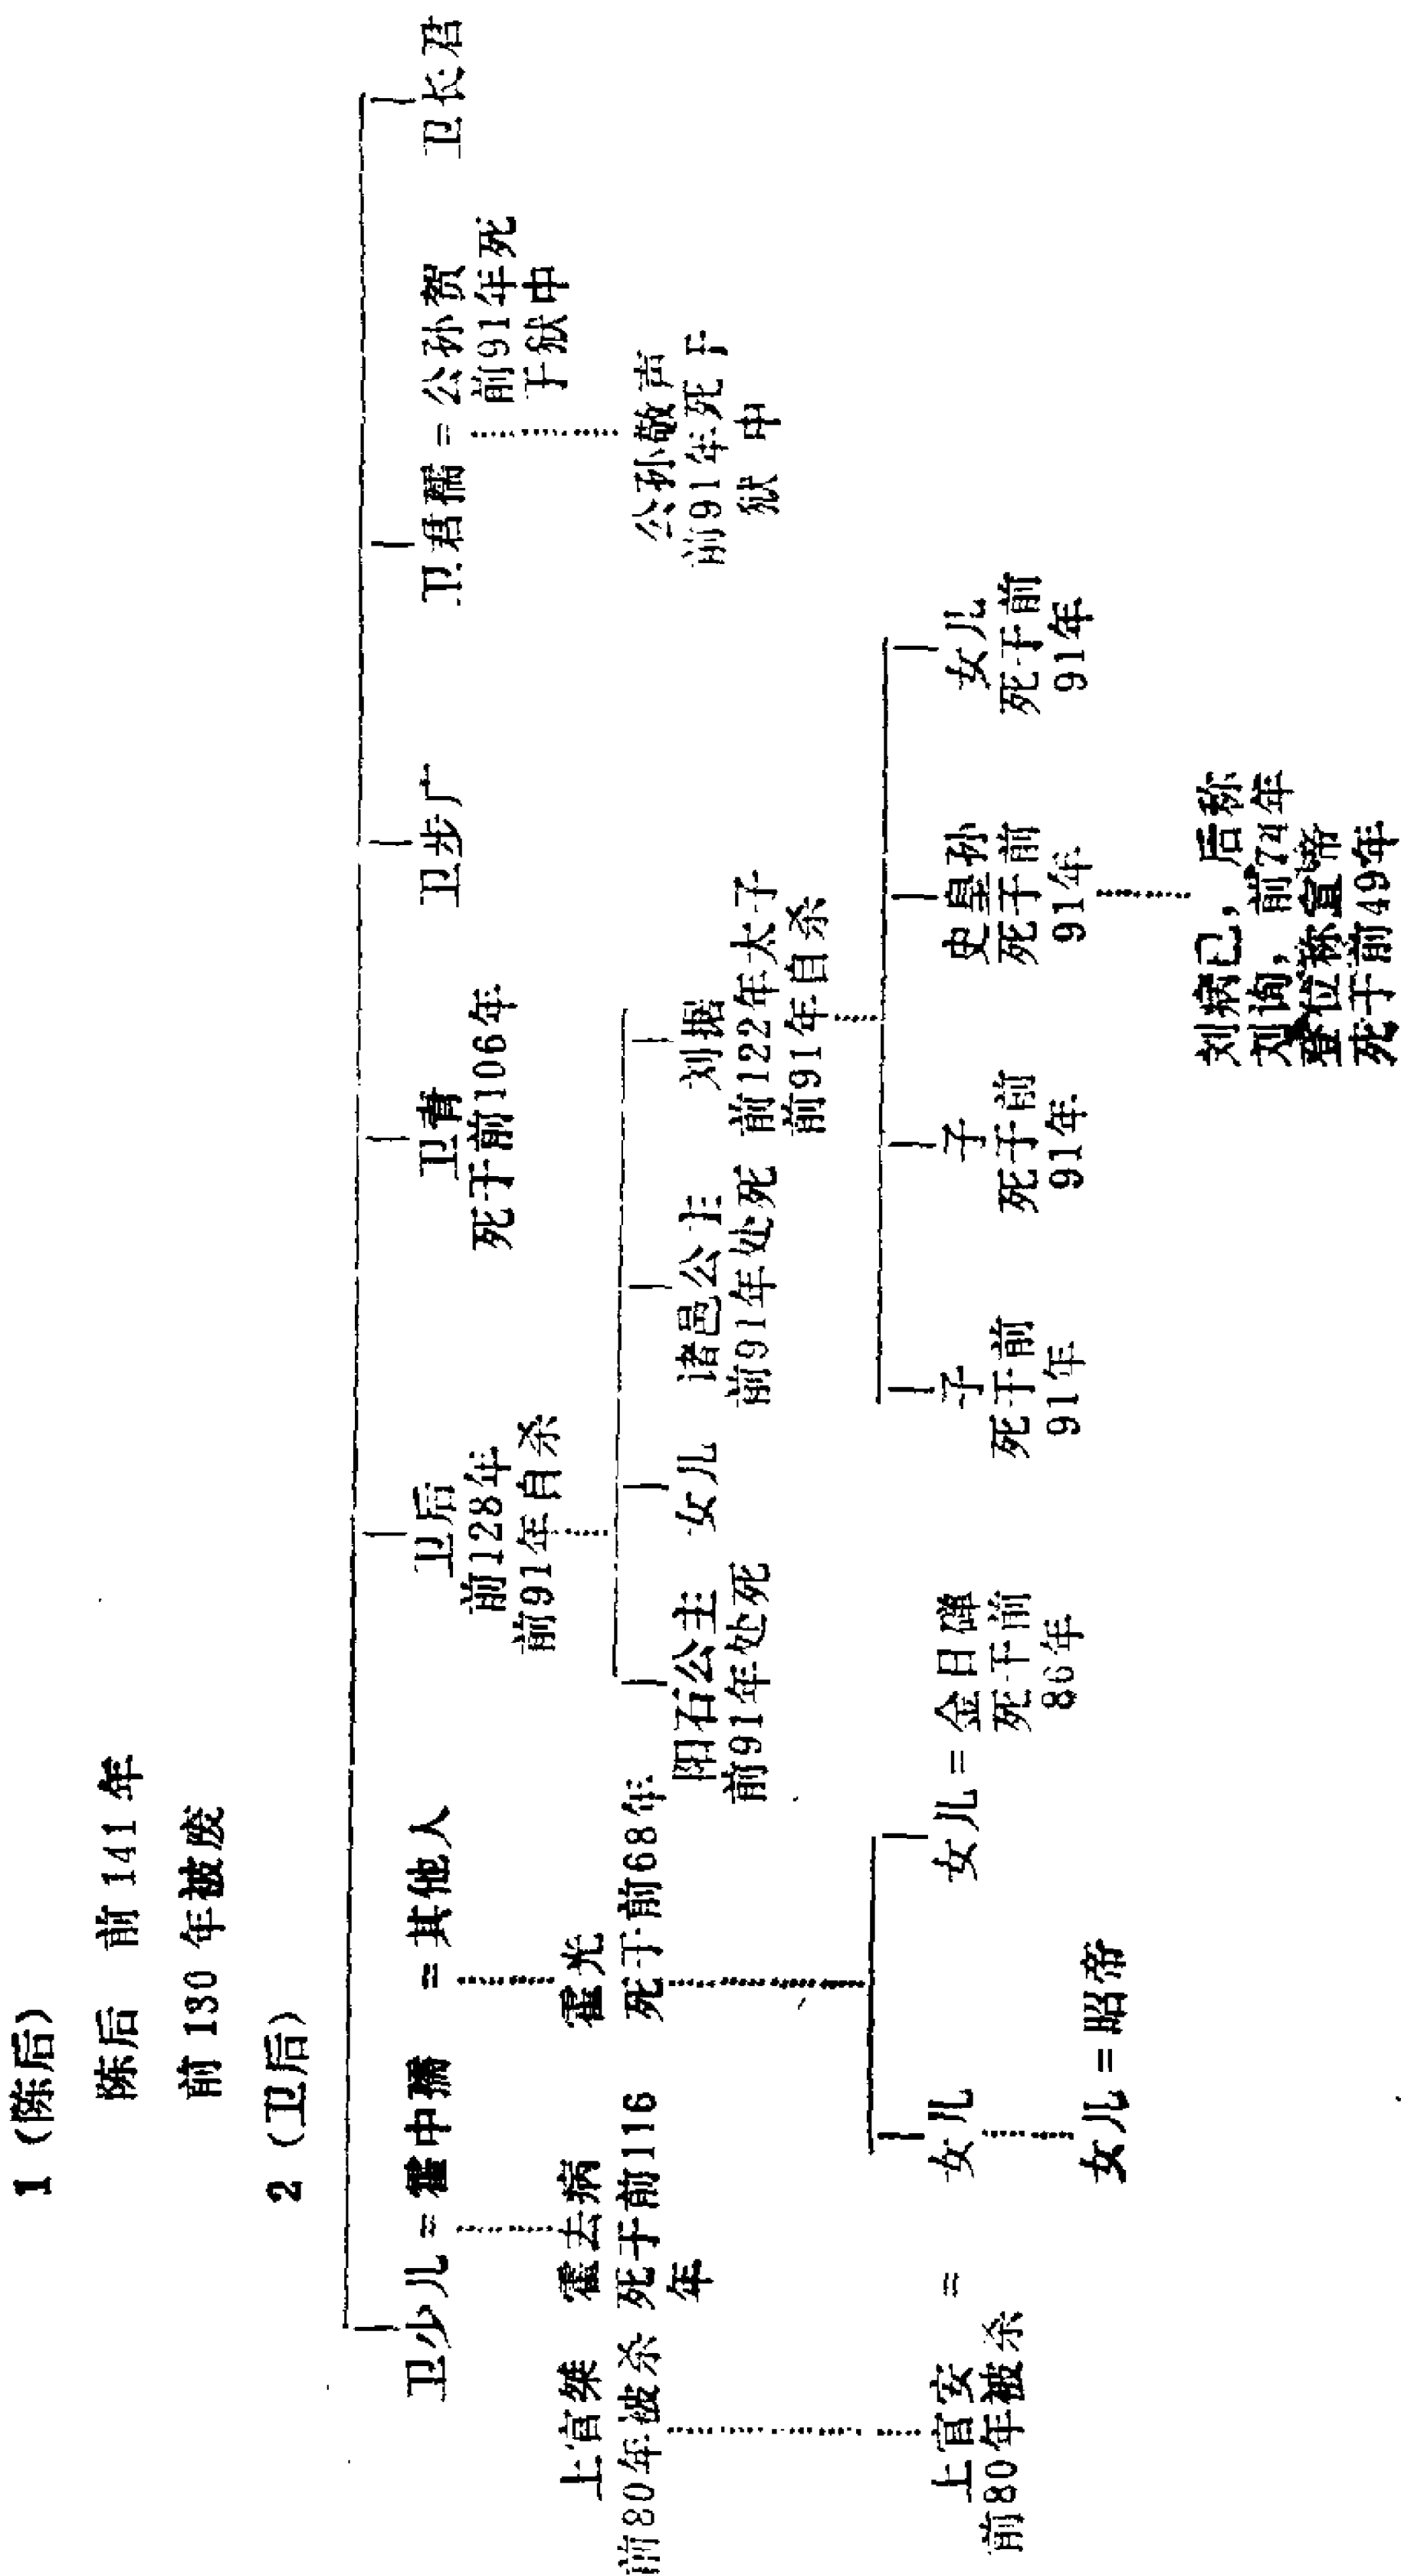 1 (陈后)
陈后 前 141 年
前 130 年被废
2 (卫后)
卫少儿 = 霍中孺 = 其他人
卫后
前128年
前91年自杀
卫青
死于前106年
卫步广
卫君孺 = 公孙贺
前91年死
于狱中
卫长君
上官桀
前80年被杀
霍去病
死于前116
年
霍光
死于前68年
阳石公主
前91年处死
女儿
诸邑公主
前91年处死
刘据
前122年太子
前91年自杀
公孙敬声
前91年死于
狱中
上官安 =
前80年被杀
女儿
女儿 = 金日磾
死于前
86年
子
死于前
91年
子
死于前
91年
史皇孙
死于前
91年
女儿
死于前
91年
女儿 = 昭帝
刘病已，后称
刘询，前74年
登位称宣帝
死于前49年